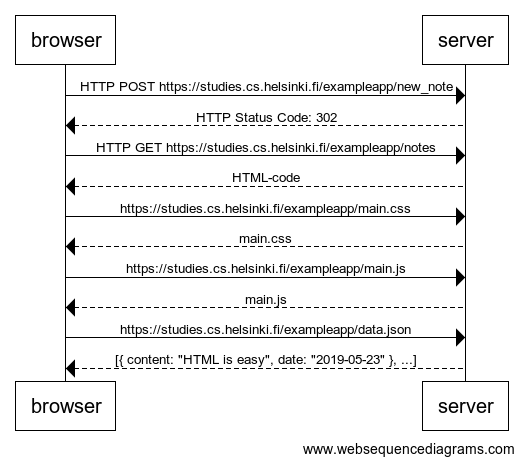 browser server
HTTP POST https://studies.cs.helsinki.fi/exampleapp/new_note
HTTP Status Code: 302
HTTP GET https://studies.cs.helsinki.fi/exampleapp/notes
HTML-code
https://studies.cs.helsinki.fi/exampleapp/main.css
main.css
https://studies.cs.helsinki.fi/exampleapp/main.js
main.js
https://studies.cs.helsinki.fi/exampleapp/data.json
[{ content: "HTML is easy", date: "2019-05-23" }, ...]
browser server
www.websequencediagrams.com